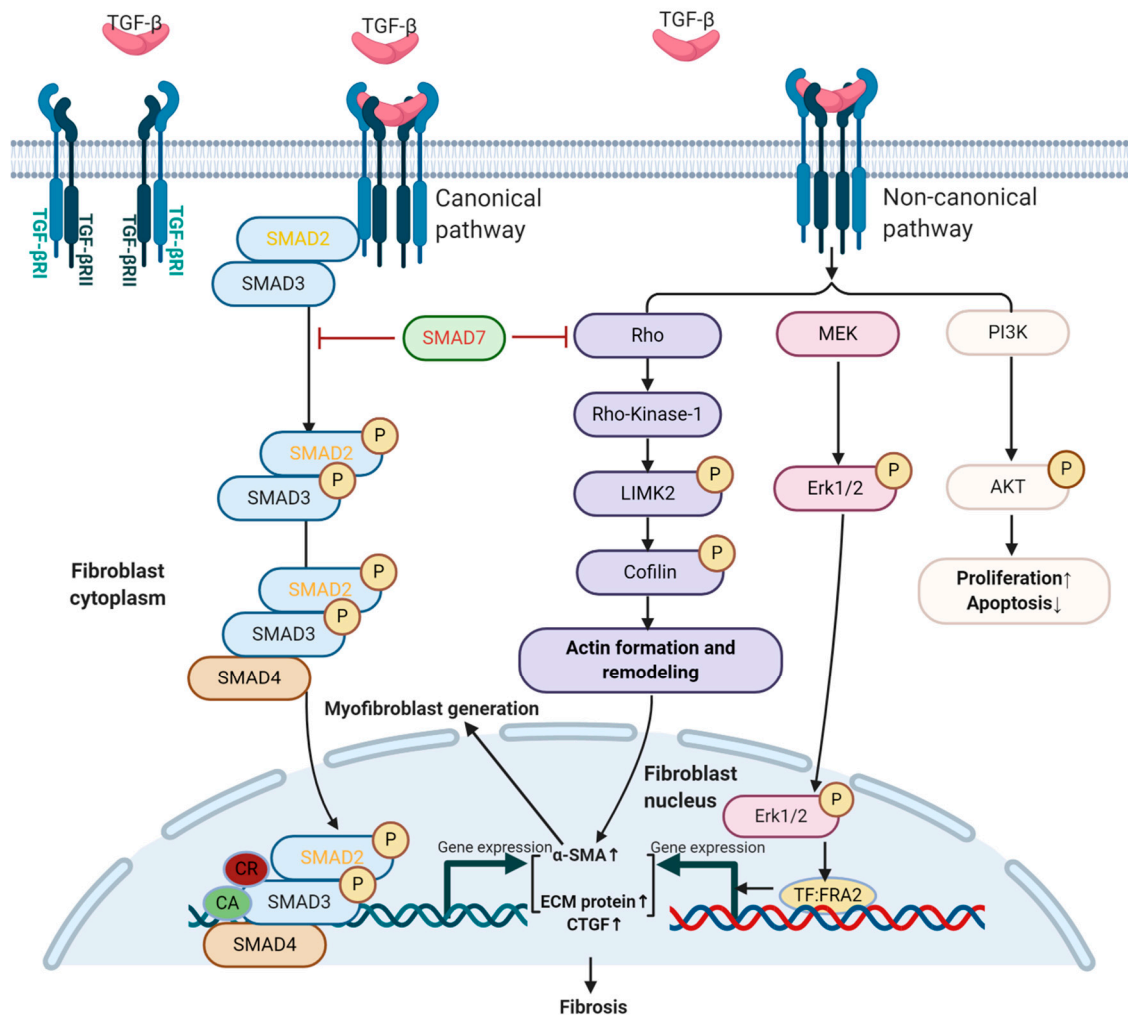 TGF-β
TGF-β
TGF-β
TGF-βRI
TGF-βRII
TGF-βRII
TGF-βRI
Canonical
pathway
Non-canonical
pathway
SMAD2
SMAD3
SMAD7
Rho
MEK
PI3K
Rho-Kinase-1
SMAD2
P
SMAD3
P
LIMK2
P
Erk1/2
P
AKT
P
Fibroblast
cytoplasm
SMAD2
P
SMAD3
P
SMAD4
Cofilin
P
Proliferation↑
Apoptosis↓
Actin formation and
remodeling
Myofibroblast generation
Fibroblast
nucleus
Erk1/2
P
SMAD2
P
CR
CA
SMAD3
P
SMAD4
Gene expression
α-SMA↑
Gene expression
ECM protein↑
CTGF↑
TF:FRA2
Fibrosis